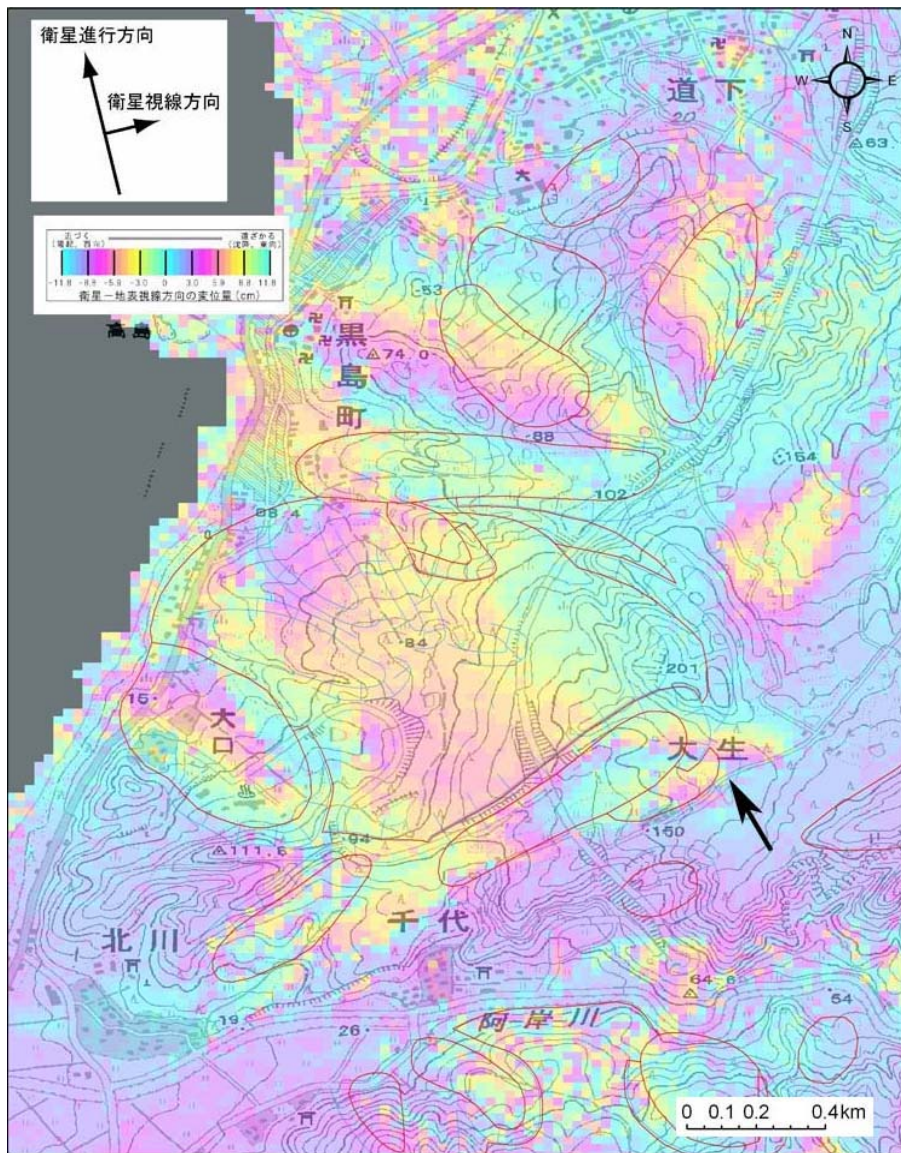 衛星進行方向
衛星視線方向
N
W
E
S
道下
20
63.
近づく
(隆起、西向)
遠ざかる
(沈降、東向)
-11.8 -8.8 -5.9 -3.0 0 3.0 5.9 8.8 11.8
衛星-地表視線方向の変位量(cm)
高島
黒島町
53
74.0
88
102
154
98.4
84
201
15
大口
大生
94
111.6
150
千代
北川
64.6
54
19
26
阿岸川
0 0.1 0.2 0.4km